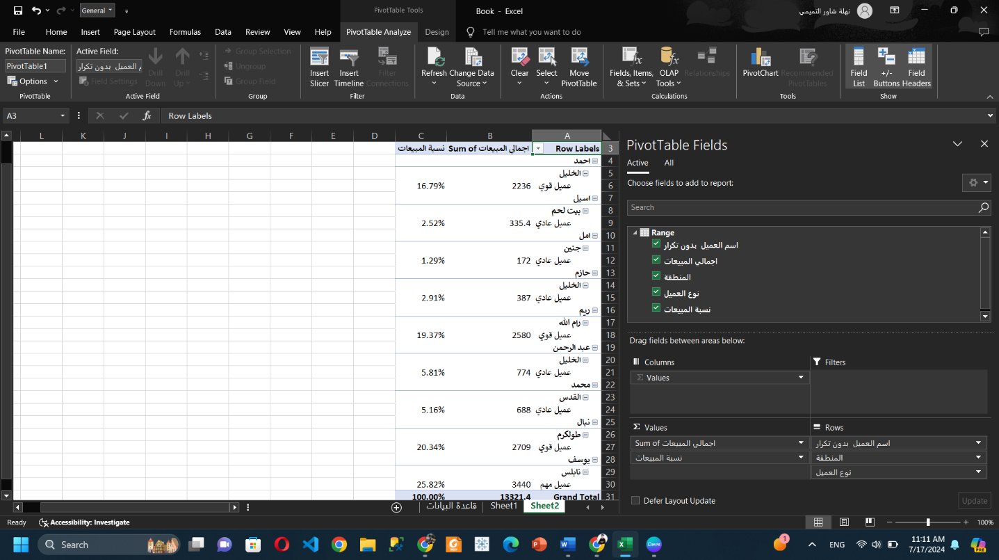 General
PivotTable Tools
Book - Excel
نهلة شاور التميمي
File Home Insert Page Layout Formulas Data Review View Help PivotTable Analyze Design Tell me what you want to do
PivotTable Name:
PivotTable1
Options
PivotTable
Active Field:
م العميل بدون تكرار
Field Settings
Drill Down
Drill Up
Active Field
Group Selection
Ungroup
Group Field
Group
Insert Slicer
Insert Timeline
Filter Connections
Filter
Refresh
Change Data Source
Data
Clear
Select
Move PivotTable
Actions
Fields, Items, & Sets
OLAP Tools
Relationships
Calculations
PivotChart
Recommended PivotTables
Tools
Field List
+/- Buttons
Field Headers
Show
A3
fx
Row Labels
L K J I H G F E D C B A
3 Row Labels Sum of اجمالي المبيعات نسبة المبيعات
4 احمد
5 الخليل
6 عميل قوي 2236 16.79%
7 اسيل
8 بيت لحم
9 عميل عادي 335.4 2.52%
10 امل
11 جنين
12 عميل عادي 172 1.29%
13 حازم
14 الخليل
15 عميل عادي 387 2.91%
16 ريم
17 رام الله
18 عميل قوي 2580 19.37%
19 عبد الرحمن
20 الخليل
21 عميل عادي 774 5.81%
22 محمد
23 القدس
24 عميل عادي 688 5.16%
25 نبال
26 طولكرم
27 عميل قوي 2709 20.34%
28 يوسف
29 نابلس
30 عميل مهم 3440 25.82%
31 Grand Total 13321.4 100.00%
PivotTable Fields
Active All
Choose fields to add to report:
Search
Range
اسم العميل بدون تكرار
اجمالي المبيعات
المنطقة
نوع العميل
نسبة المبيعات
Drag fields between areas below:
Columns
Σ Values
Filters
Σ Values
Sum of اجمالي المبيعات
نسبة المبيعات
Rows
اسم العميل بدون تكرار
المنطقة
نوع العميل
Defer Layout Update
Update
قاعدة البيانات Sheet1 Sheet2
Ready
Accessibility: Investigate
100%
Search
1
ENG
11:11 AM
7/17/2024
PRE